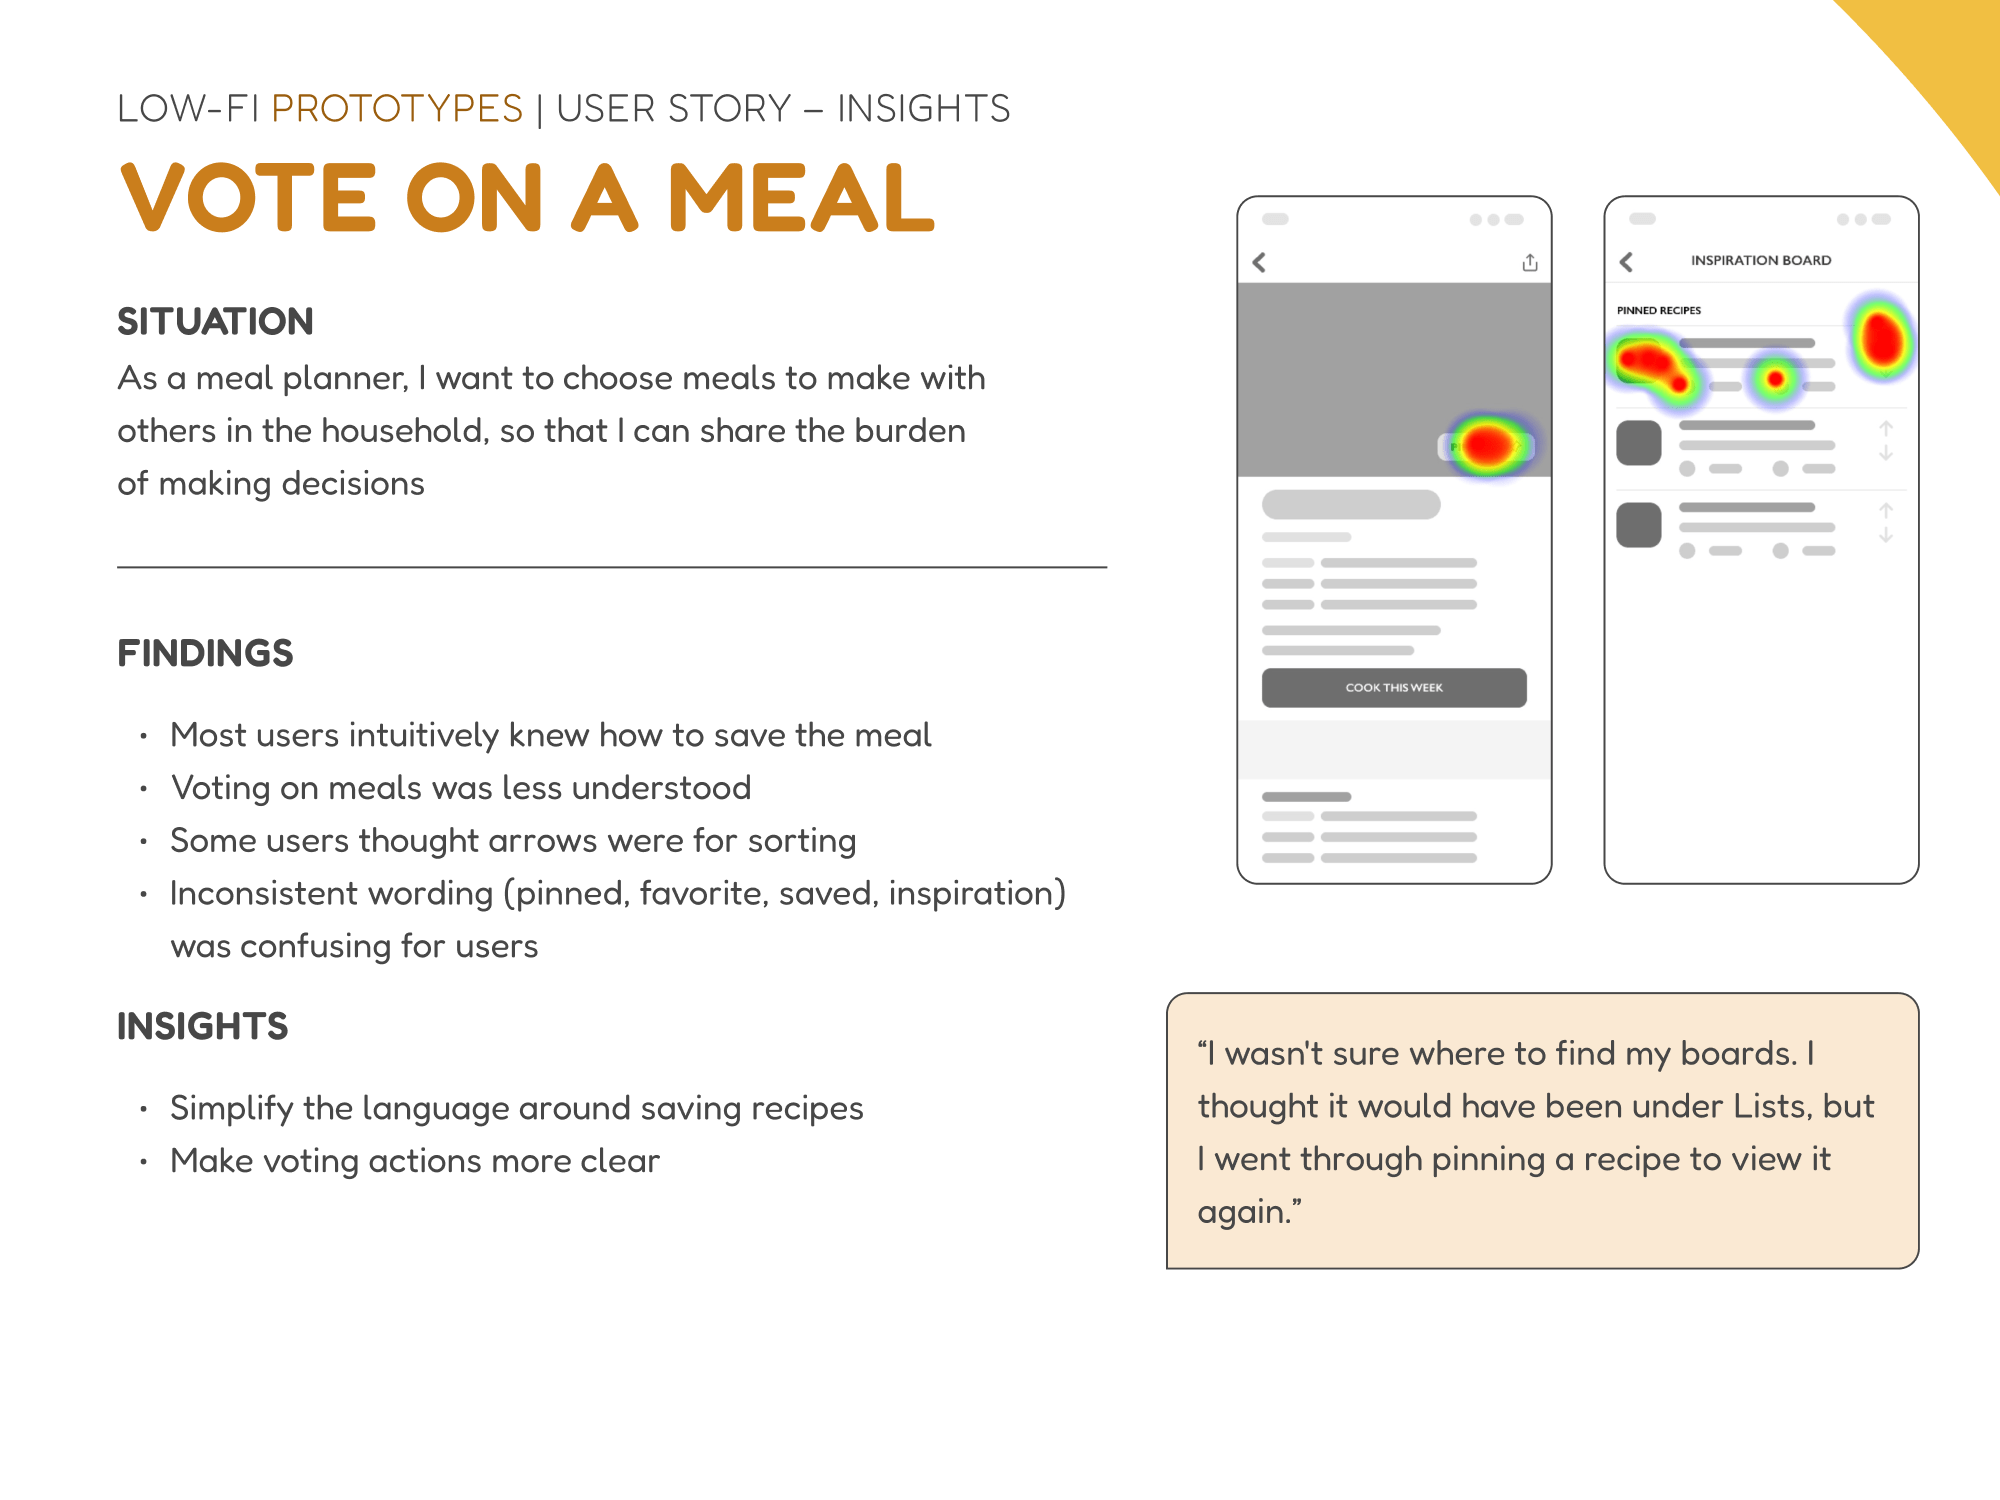 LOW-FI PROTOTYPES | USER STORY – INSIGHTS
VOTE ON A MEAL
SITUATION
As a meal planner, I want to choose meals to make with
others in the household, so that I can share the burden
of making decisions
FINDINGS
• Most users intuitively knew how to save the meal
• Voting on meals was less understood
• Some users thought arrows were for sorting
• Inconsistent wording (pinned, favorite, saved, inspiration)
was confusing for users
INSIGHTS
• Simplify the language around saving recipes
• Make voting actions more clear
COOK THIS WEEK
INSPIRATION BOARD
PINNED RECIPES
“I wasn't sure where to find my boards. I
thought it would have been under Lists, but
I went through pinning a recipe to view it
again.”